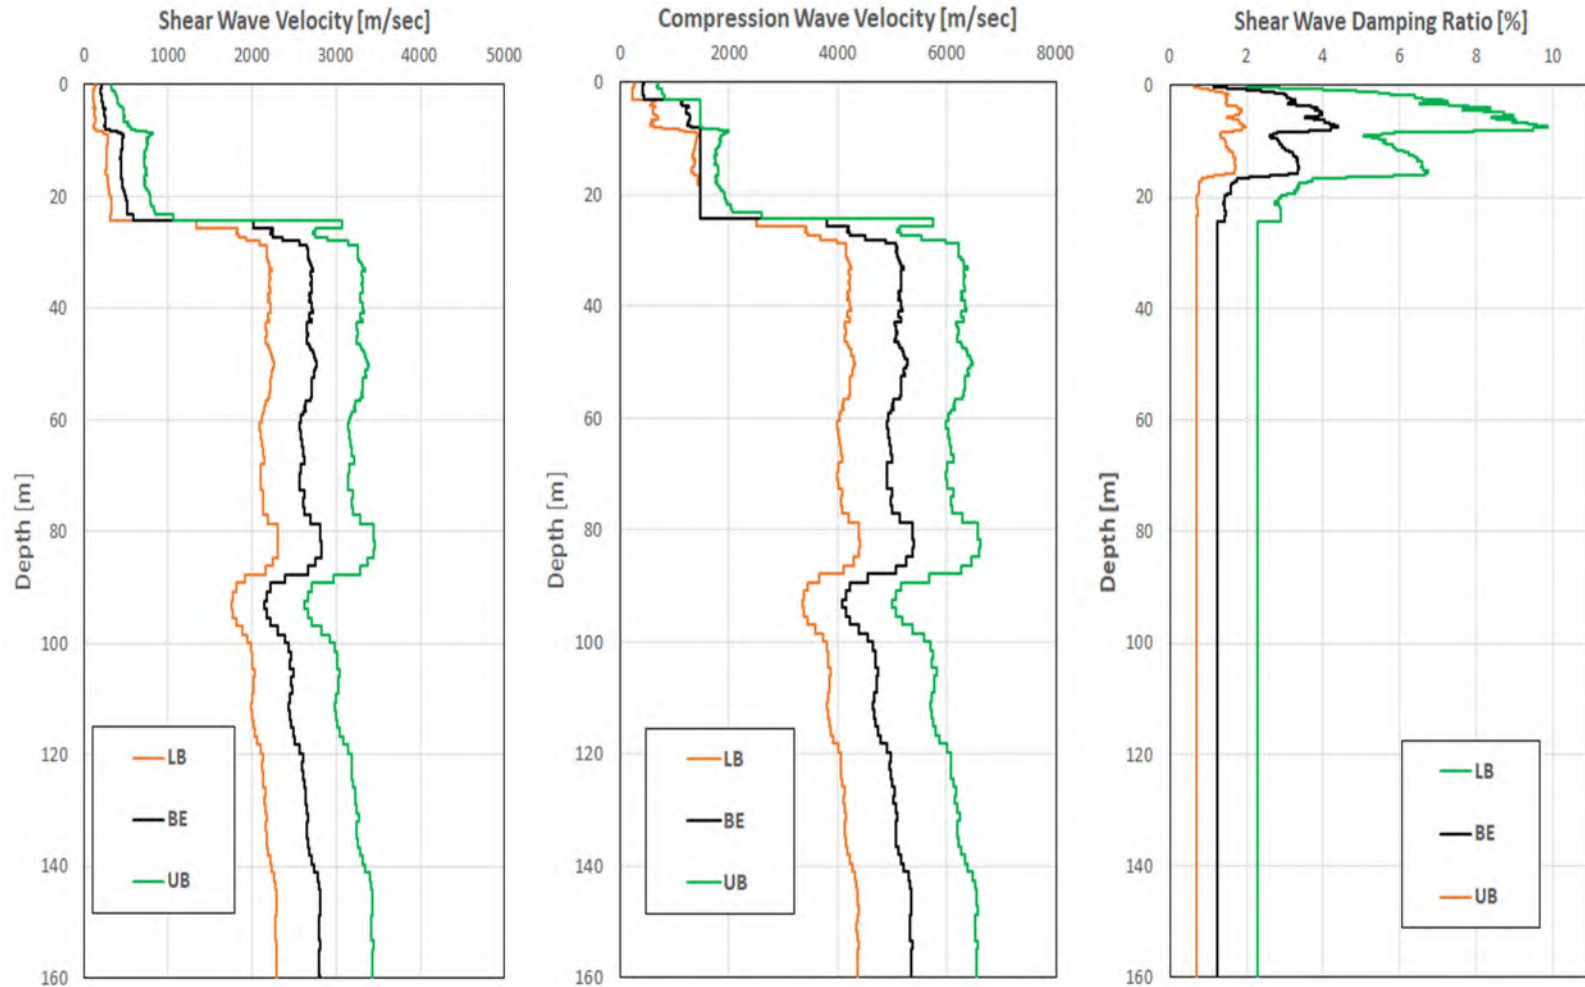 Shear Wave Velocity [m/sec]
0 1000 2000 3000 4000 5000
0
20
40
60
80
100
120
140
160
Depth [m]
LB
BE
UB
Compression Wave Velocity [m/sec]
0 2000 4000 6000 8000
0
20
40
60
80
100
120
140
160
Depth [m]
LB
BE
UB
Shear Wave Damping Ratio [%]
0 2 4 6 8 10
0
20
40
60
80
100
120
140
160
Depth [m]
LB
BE
UB